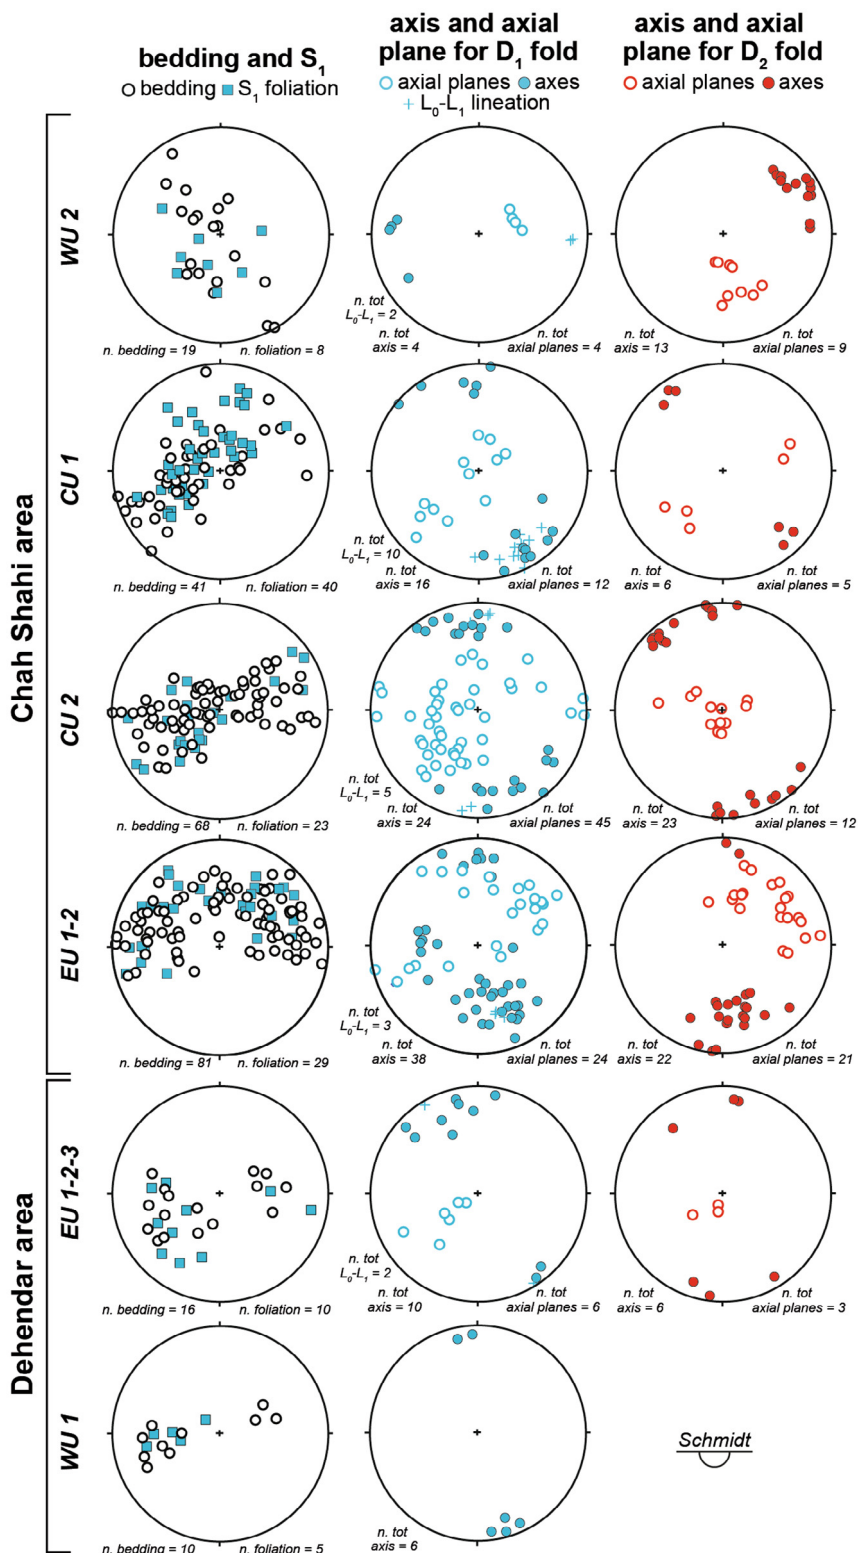 bedding and S1
bedding S1 foliation
axis and axial
plane for D1 fold
axial planes axes
L0-L1 lineation
axis and axial
plane for D2 fold
axial planes axes
Chah Shahi area
WU 2
n. bedding = 19 n. foliation = 8
n. tot
L0-L1 = 2
n. tot
axis = 4
n. tot
axial planes = 4
n. tot
axis = 13
n. tot
axial planes = 9
CU 1
n. bedding = 41 n. foliation = 40
n. tot
L0-L1 = 10
n. tot
axis = 16
n. tot
axial planes = 12
n. tot
axis = 6
n. tot
axial planes = 5
CU 2
n. bedding = 68 n. foliation = 23
n. tot
L0-L1 = 5
n. tot
axis = 24
n. tot
axial planes = 45
n. tot
axis = 23
n. tot
axial planes = 12
EU 1-2
n. bedding = 81 n. foliation = 29
n. tot
L0-L1 = 3
n. tot
axis = 38
n. tot
axial planes = 24
n. tot
axis = 22
n. tot
axial planes = 21
Dehendar area
EU 1-2-3
n. bedding = 16 n. foliation = 10
n. tot
L0-L1 = 2
n. tot
axis = 10
n. tot
axial planes = 6
n. tot
axis = 6
n. tot
axial planes = 3
WU 1
n. bedding = 10 n. foliation = 5
n. tot
axis = 6
Schmidt